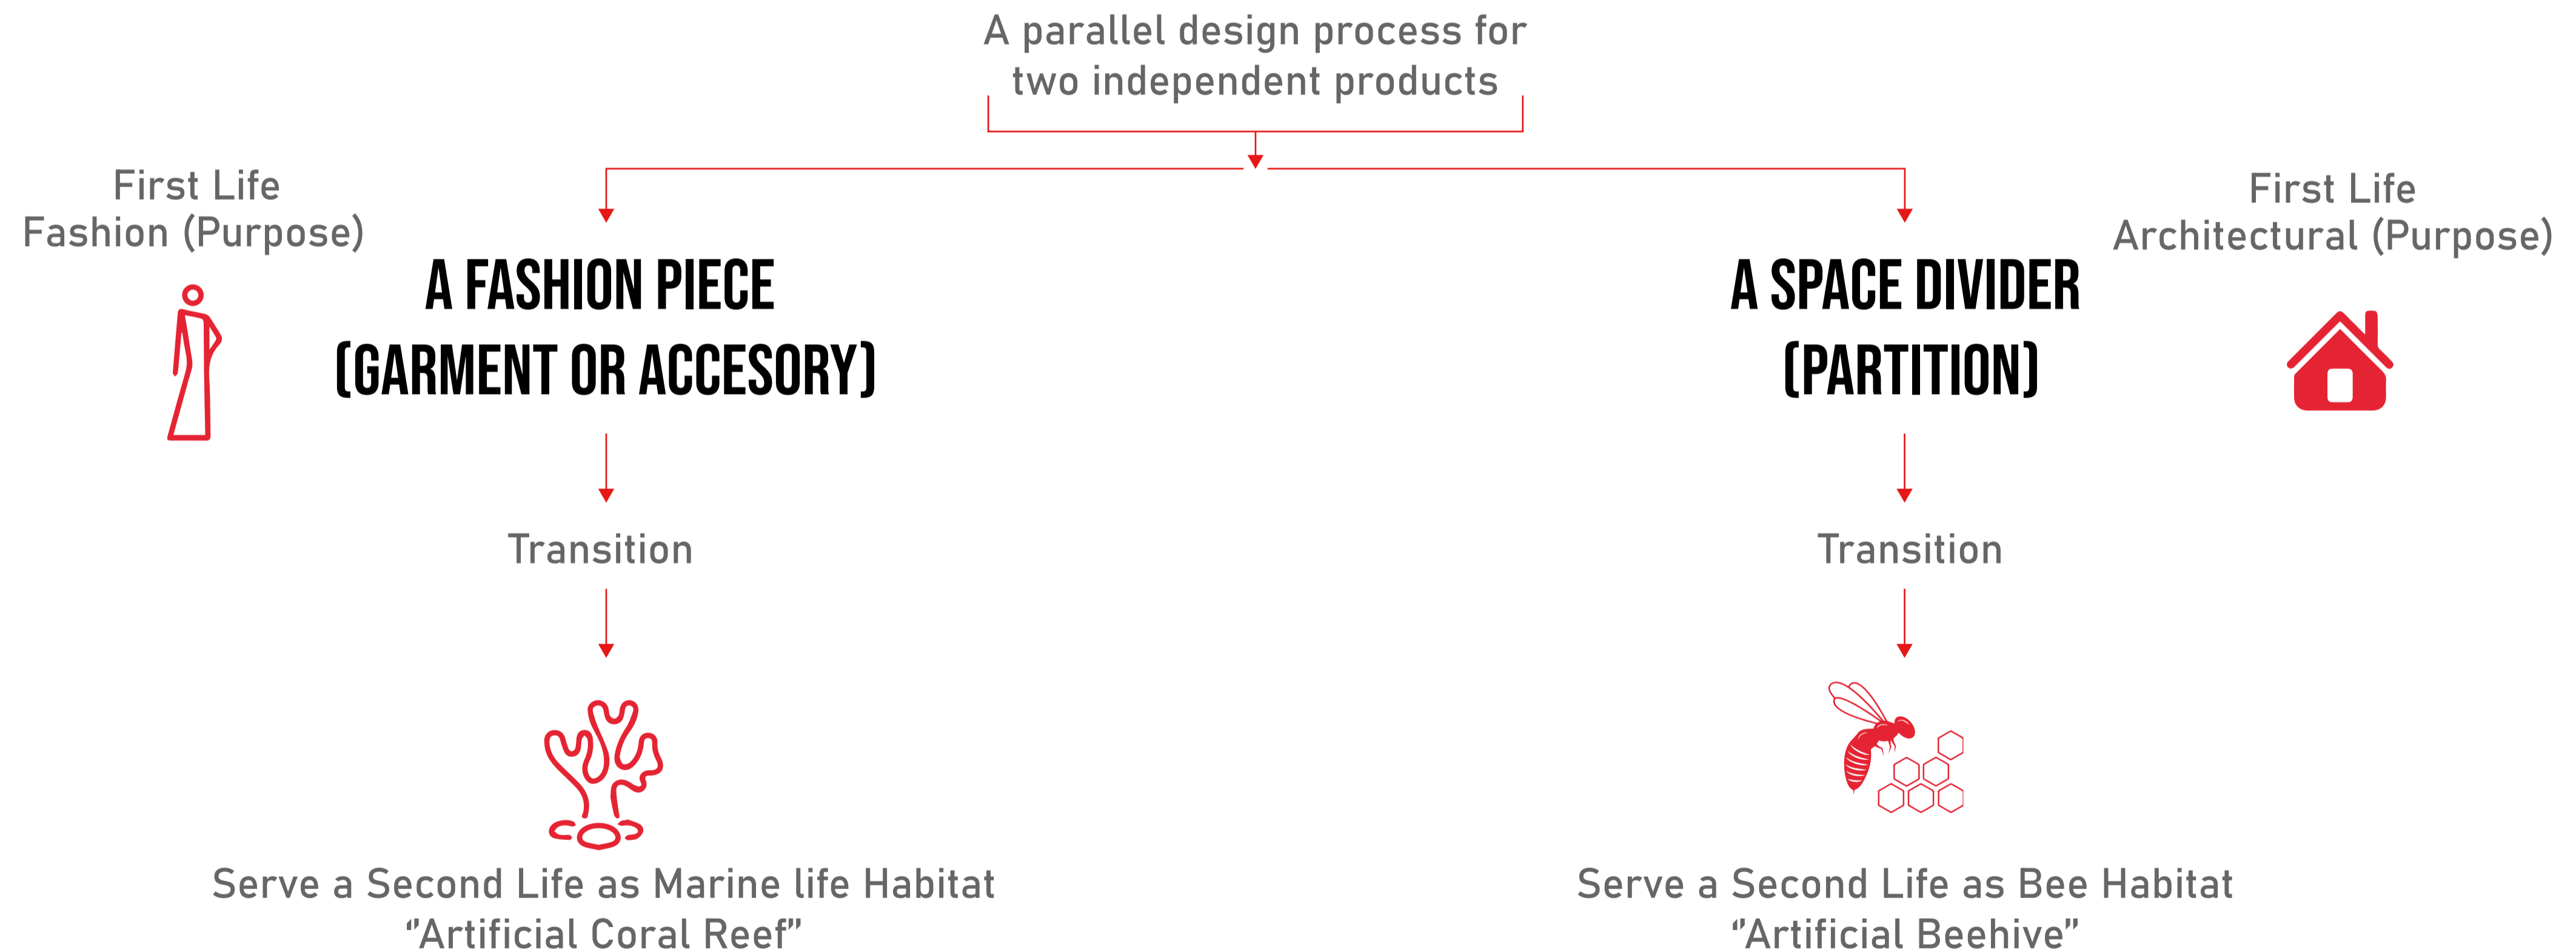 A parallel design process for
two independent products
First Life
Fashion (Purpose)
A FASHION PIECE
(GARMENT OR ACCESORY)
Transition
Serve a Second Life as Marine life Habitat
"Artificial Coral Reef"
First Life
Architectural (Purpose)
A SPACE DIVIDER
(PARTITION)
Transition
Serve a Second Life as Bee Habitat
"Artificial Beehive"